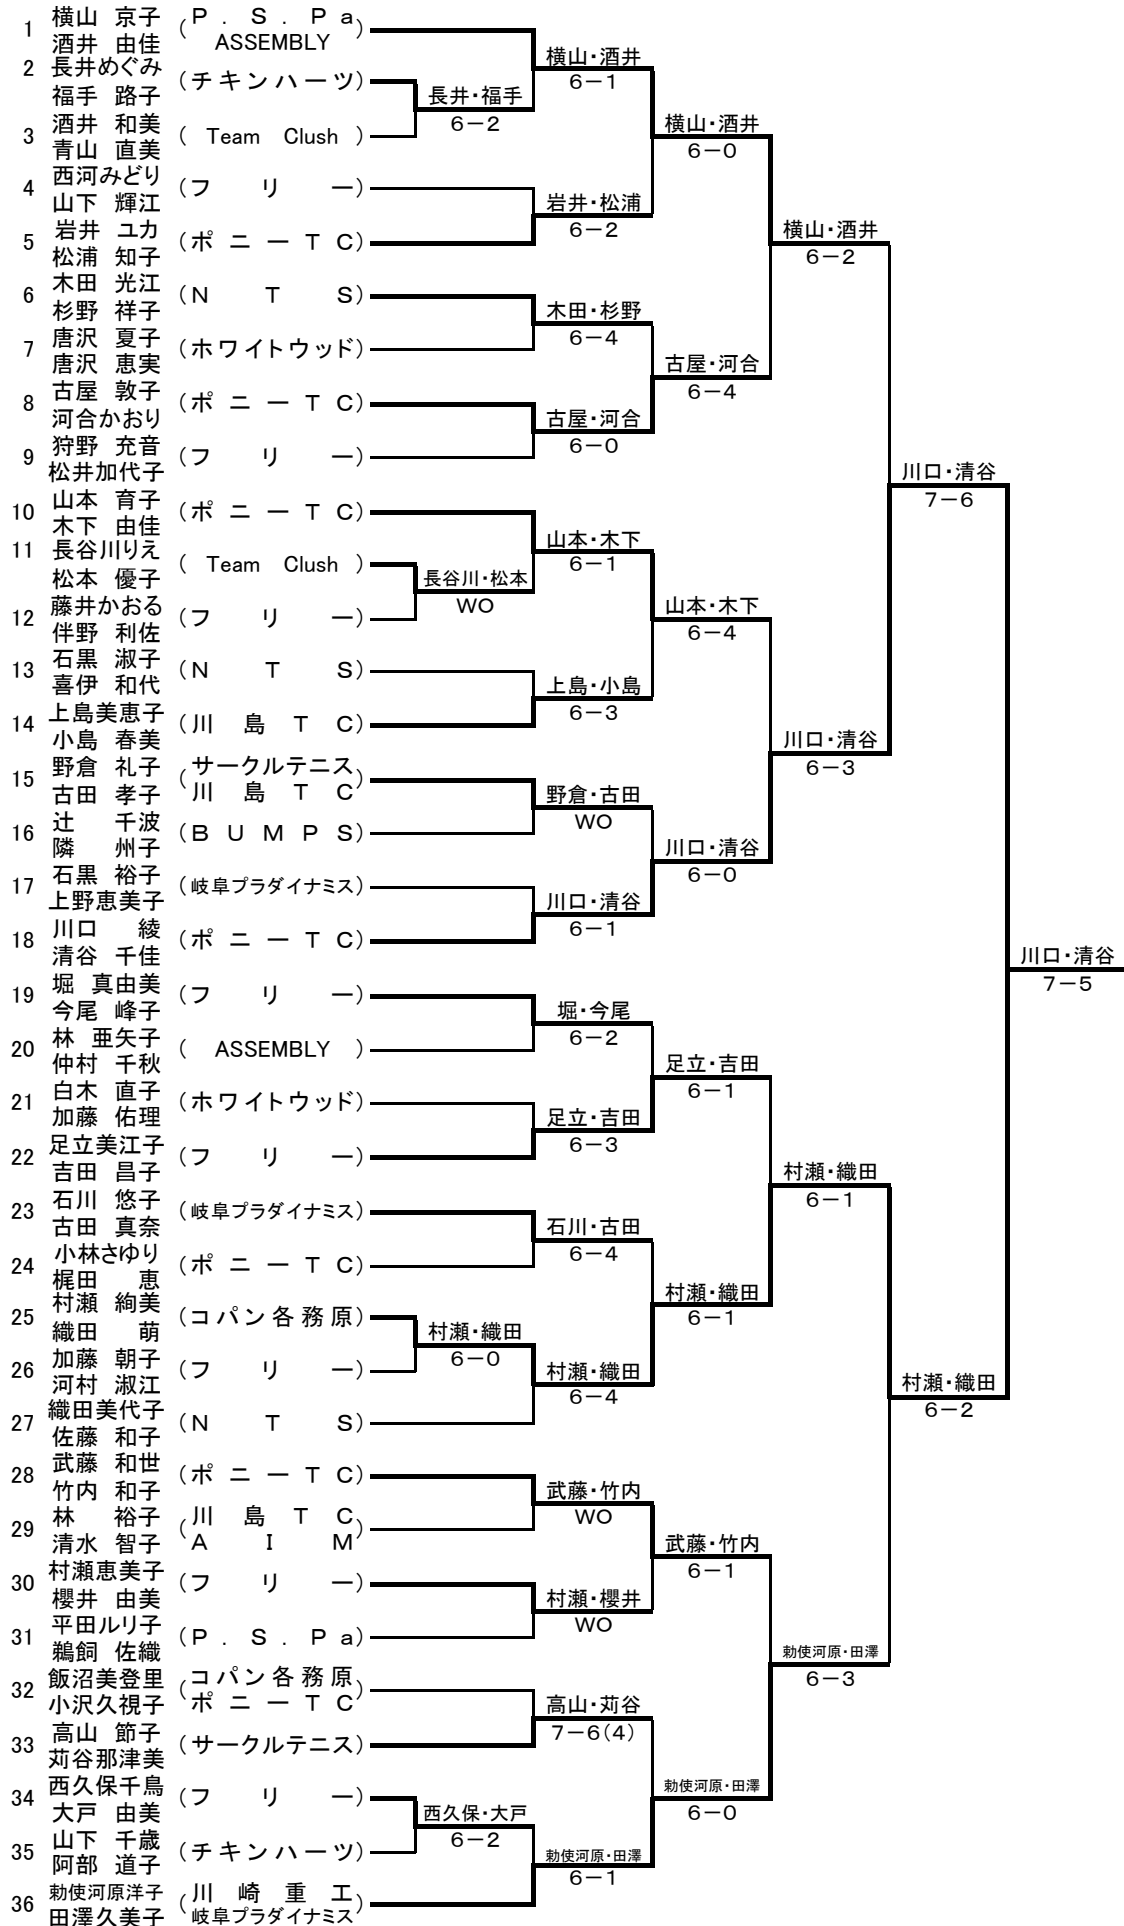 1 横山 京子 (P．S．Pa
酒井 由佳 ASSEMBLY)
2 長井めぐみ (チキンハーツ)
福手 路子
3 酒井 和美 ( Team Clush )
青山 直美
4 西河みどり (フリー)
山下 輝江
5 岩井 ユカ (ポニーTC)
松浦 知子
6 木田 光江 (NTS)
杉野 祥子
7 唐沢 夏子 (ホワイトウッド)
唐沢 恵実
8 古屋 敦子 (ポニーTC)
河合かおり
9 狩野 充音 (フリー)
松井加代子
10 山本 育子 (ポニーTC)
木下 由佳
11 長谷川りえ ( Team Clush )
松本 優子
12 藤井かおる (フリー)
伴野 利佐
13 石黒 淑子 (NTS)
喜伊 和代
14 上島美恵子 (川島TC)
小島 春美
15 野倉 礼子 (サークルテニス
古田 孝子 川島TC)
16 辻 千波 (BUMPS)
隣 州子
17 石黒 裕子 (岐阜プラダイナミス)
上野恵美子
18 川口 綾 (ポニーTC)
清谷 千佳
19 堀 真由美 (フリー)
今尾 峰子
20 林 亜矢子 ( ASSEMBLY )
仲村 千秋
21 白木 直子 (ホワイトウッド)
加藤 佑理
22 足立美江子 (フリー)
吉田 昌子
23 石川 悠子 (岐阜プラダイナミス)
古田 真奈
24 小林さゆり (ポニーTC)
梶田 恵
25 村瀬 絢美 (コパン各務原)
織田 萌
26 加藤 朝子 (フリー)
河村 淑江
27 織田美代子 (NTS)
佐藤 和子
28 武藤 和世 (ポニーTC)
竹内 和子
29 林 裕子 (川島TC
清水 智子 AIM)
30 村瀬恵美子 (フリー)
櫻井 由美
31 平田ルリ子 (P．S．Pa)
鵜飼 佐織
32 飯沼美登里 (コパン各務原
小沢久視子 ポニーTC)
33 高山 節子 (サークルテニス)
苅谷那津美
34 西久保千鳥 (フリー)
大戸 由美
35 山下 千歳 (チキンハーツ)
阿部 道子
36 勅使河原洋子 (川崎重工
田澤久美子 岐阜プラダイナミス)
長井・福手
6－2
長谷川・松本
WO
村瀬・織田
6－0
西久保・大戸
6－2
横山・酒井
6－1
岩井・松浦
6－2
木田・杉野
6－4
古屋・河合
6－0
山本・木下
6－1
上島・小島
6－3
野倉・古田
WO
川口・清谷
6－1
堀・今尾
6－2
足立・吉田
6－3
石川・古田
6－4
村瀬・織田
6－4
武藤・竹内
WO
村瀬・櫻井
WO
高山・苅谷
7－6(4)
勅使河原・田澤
6－1
横山・酒井
6－0
古屋・河合
6－4
山本・木下
6－4
川口・清谷
6－0
足立・吉田
6－1
村瀬・織田
6－1
武藤・竹内
6－1
勅使河原・田澤
6－0
横山・酒井
6－2
川口・清谷
6－3
村瀬・織田
6－1
勅使河原・田澤
6－3
川口・清谷
7－6
村瀬・織田
6－2
川口・清谷
7－5